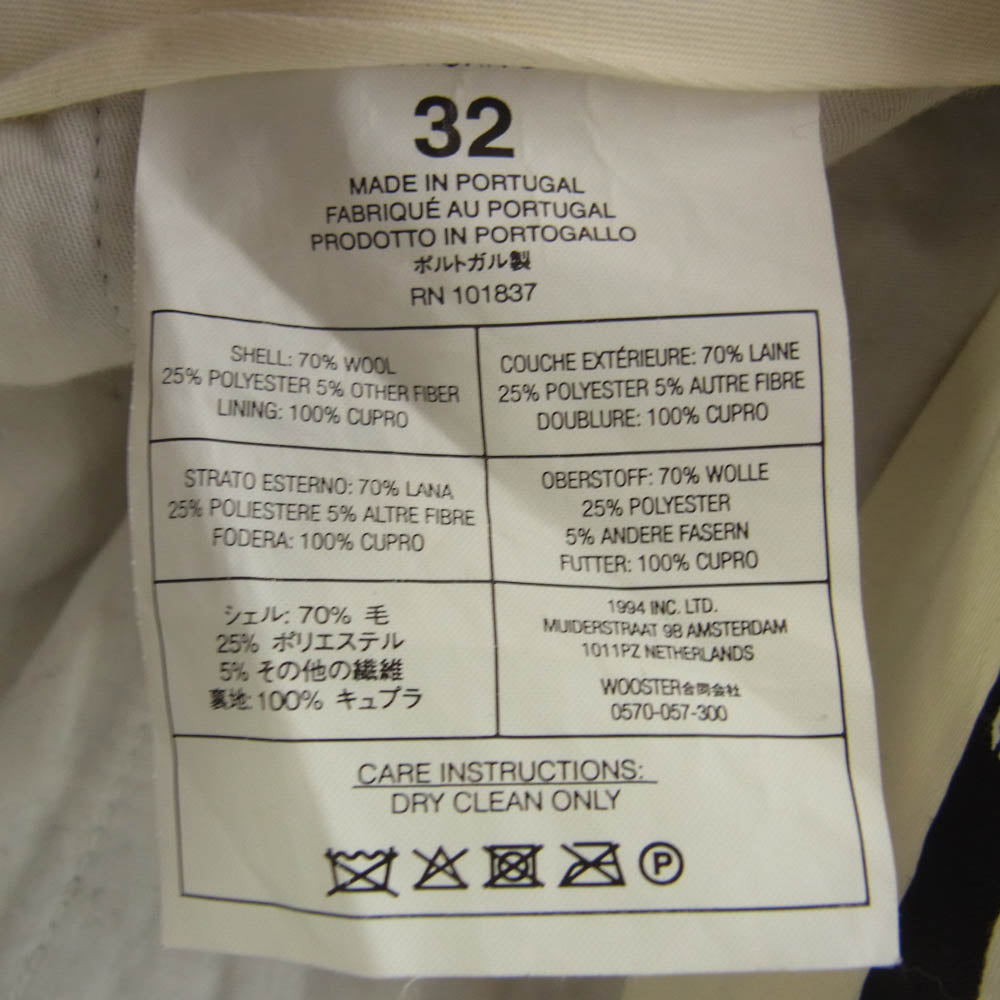 32
MADE IN PORTUGAL
FABRIQUÉ AU PORTUGAL
PRODOTTO IN PORTOGALLO
ポルトガル製
RN 101837
SHELL: 70% WOOL
25% POLYESTER 5% OTHER FIBER
LINING: 100% CUPRO
COUCHE EXTÉRIEURE: 70% LAINE
25% POLYESTER 5% AUTRE FIBRE
DOUBLURE: 100% CUPRO
STRATO ESTERNO: 70% LANA
25% POLIESTERE 5% ALTRE FIBRE
FODERA: 100% CUPRO
OBERSTOFF: 70% WOLLE
25% POLYESTER
5% ANDERE FASERN
FUTTER: 100% CUPRO
シェル: 70% 毛
25% ポリエステル
5% その他の繊維
裏地: 100% キュプラ
1994 INC. LTD.
MUIDERSTRAAT 9B AMSTERDAM
1011PZ NETHERLANDS
WOOSTER合同会社
0570-057-300
CARE INSTRUCTIONS:
DRY CLEAN ONLY
P